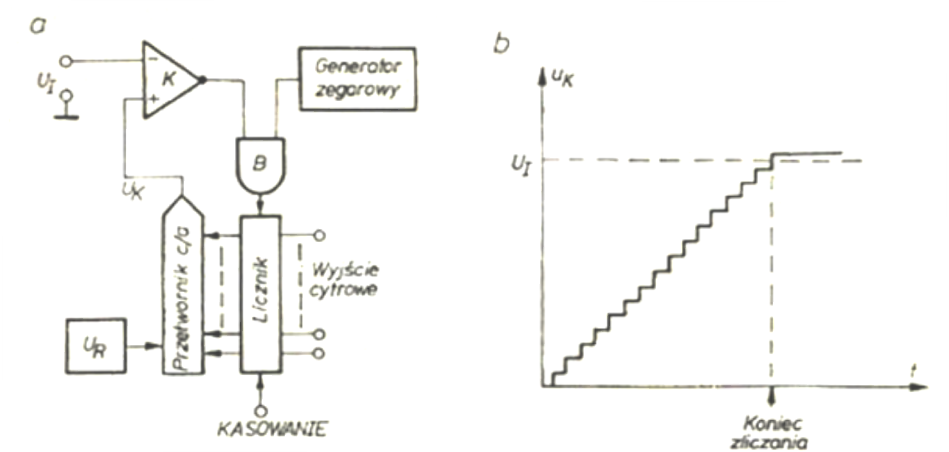 a
U_I
-
K
+
Generator
zegarowy
B
U_K
Przetwornik c/a
Licznik
Wyjście
cyfrowe
U_R
KASOWANIE
b
u_K
U_I
t
Koniec
zliczania